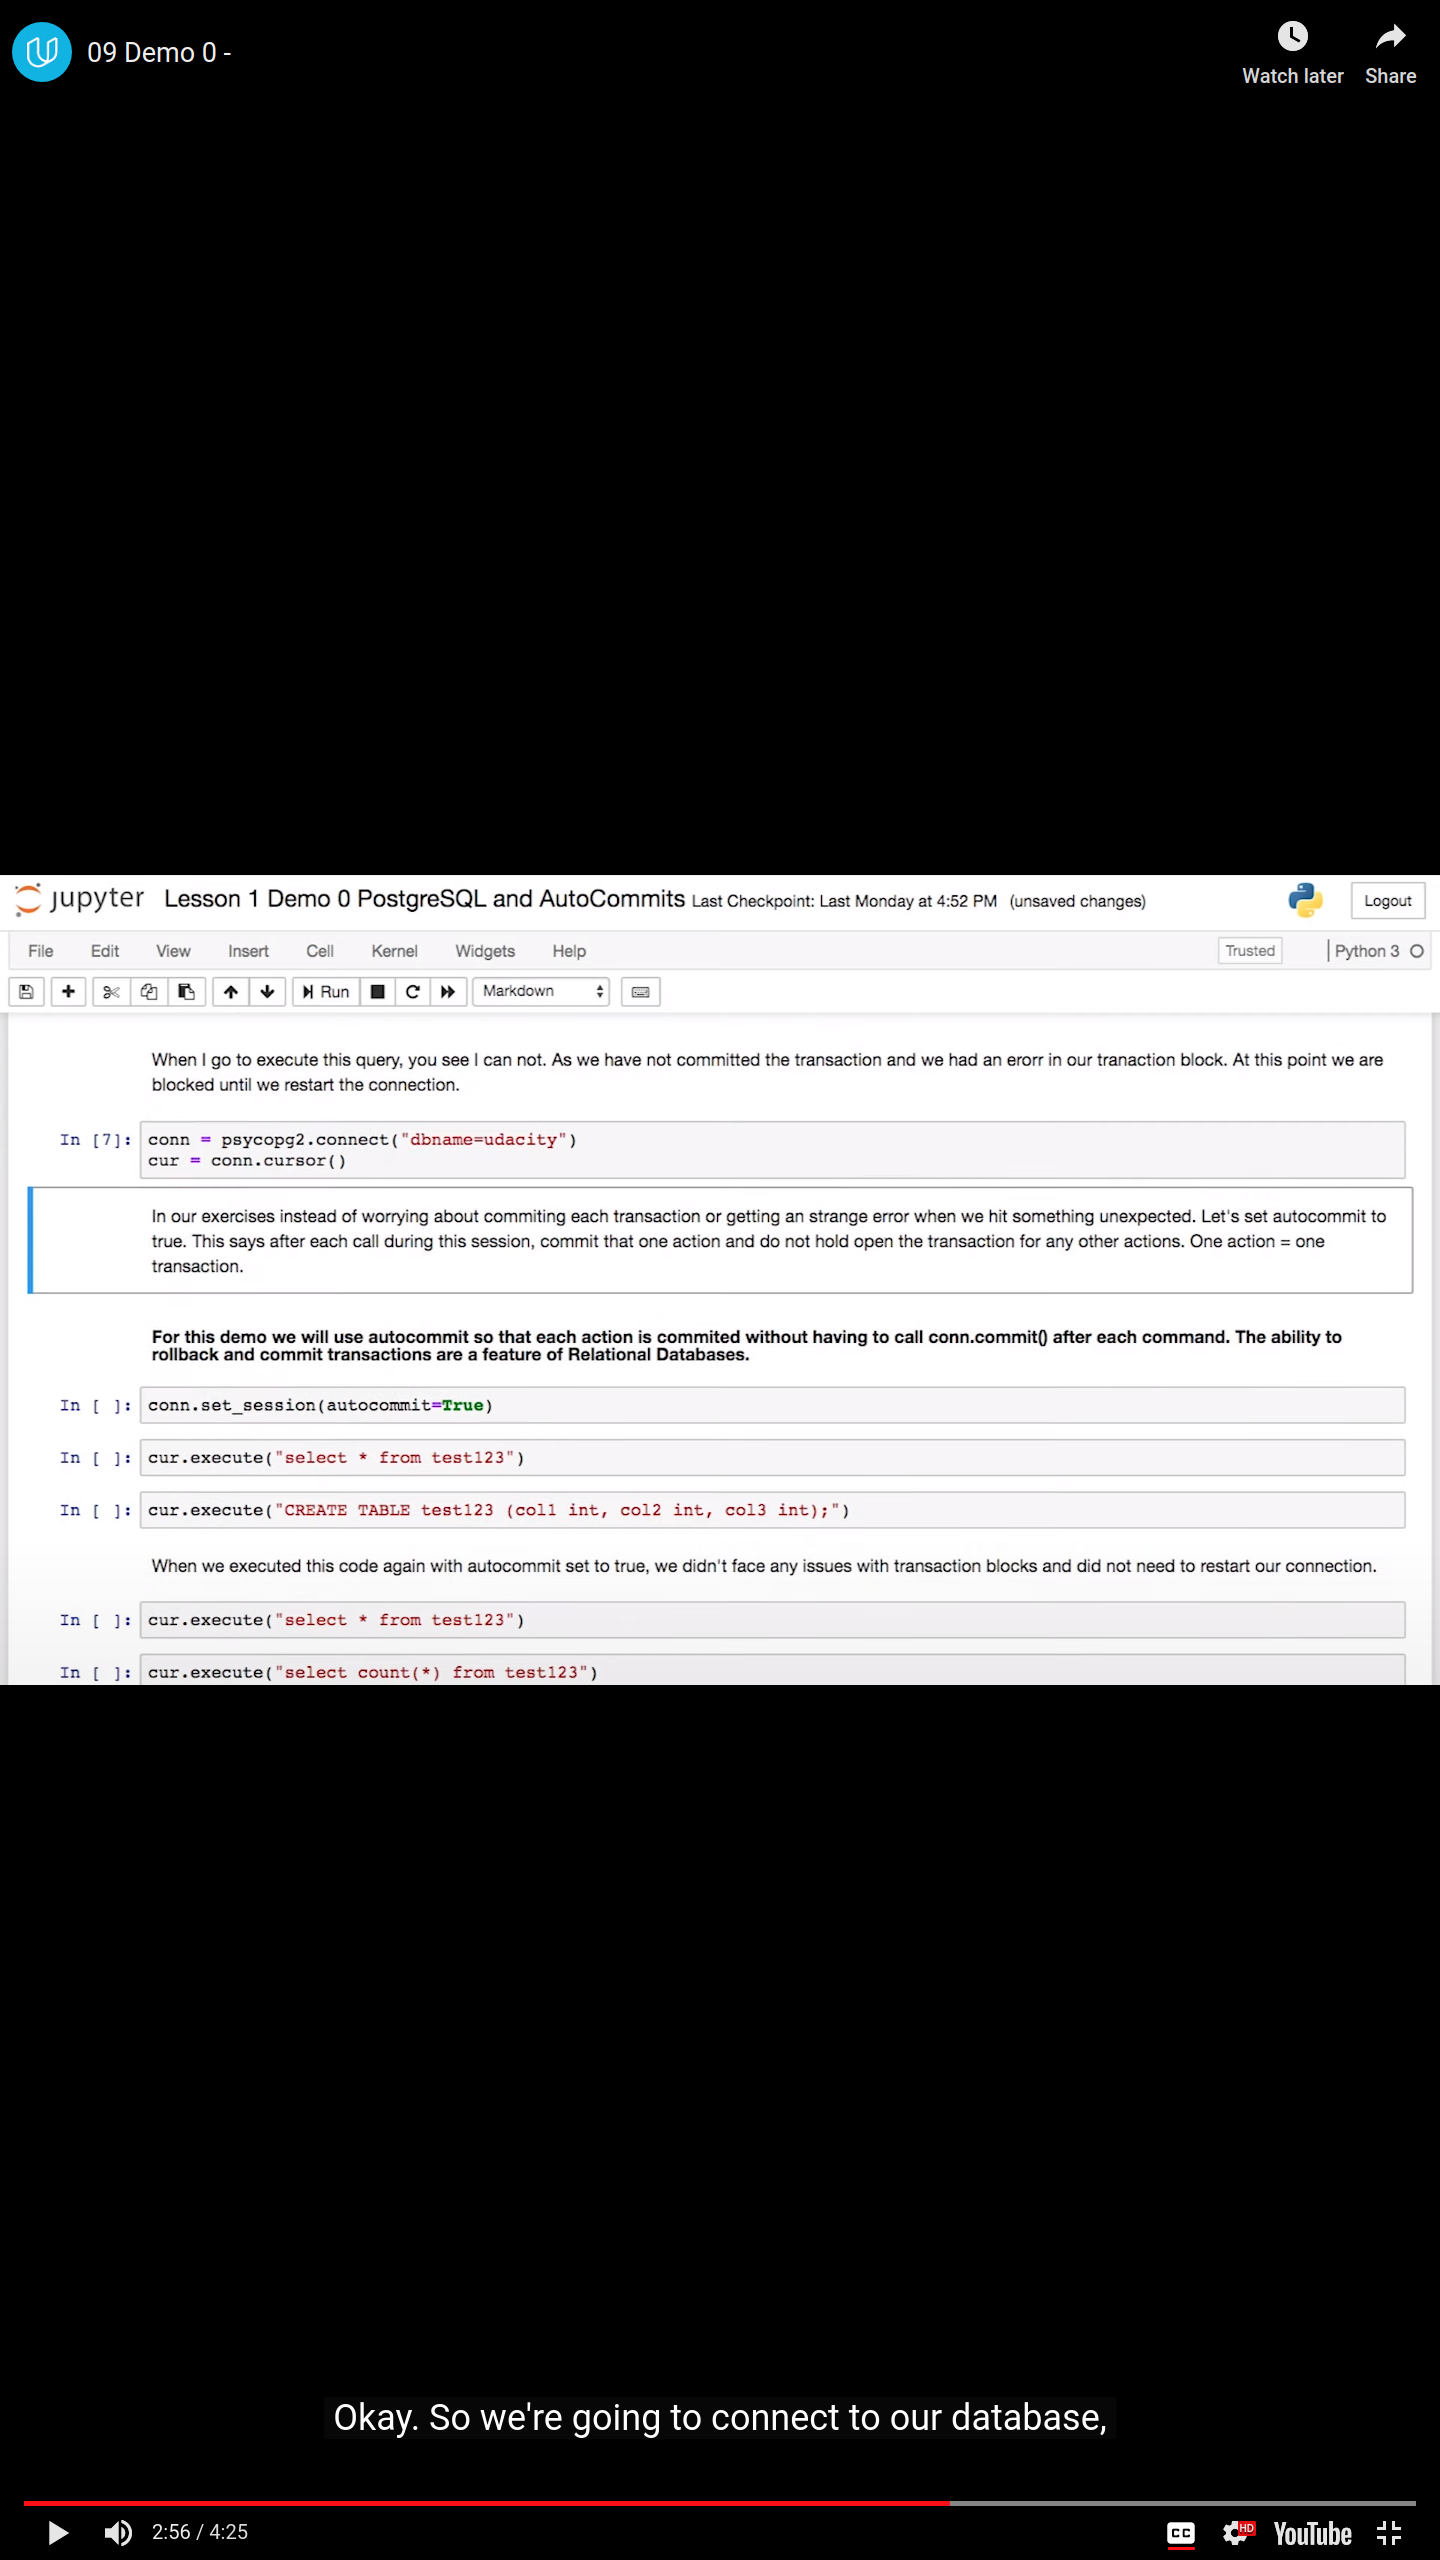 09 Demo 0 -
Watch later
Share
jupyter Lesson 1 Demo 0 PostgreSQL and AutoCommits Last Checkpoint: Last Monday at 4:52 PM (unsaved changes)
Logout
File Edit View Insert Cell Kernel Widgets Help
Trusted
Python 3
Run
Markdown
When I go to execute this query, you see I can not. As we have not committed the transaction and we had an erorr in our tranaction block. At this point we are
blocked until we restart the connection.
In [7]: conn = psycopg2.connect("dbname=udacity")
cur = conn.cursor()
In our exercises instead of worrying about commiting each transaction or getting an strange error when we hit something unexpected. Let's set autocommit to
true. This says after each call during this session, commit that one action and do not hold open the transaction for any other actions. One action = one
transaction.
For this demo we will use autocommit so that each action is commited without having to call conn.commit() after each command. The ability to
rollback and commit transactions are a feature of Relational Databases.
In [ ]: conn.set_session(autocommit=True)
In [ ]: cur.execute("select * from test123")
In [ ]: cur.execute("CREATE TABLE test123 (col1 int, col2 int, col3 int);")
When we executed this code again with autocommit set to true, we didn't face any issues with transaction blocks and did not need to restart our connection.
In [ ]: cur.execute("select * from test123")
In [ ]: cur.execute("select count(*) from test123")
Okay. So we're going to connect to our database,
2:56 / 4:25
CC
HD
YouTube